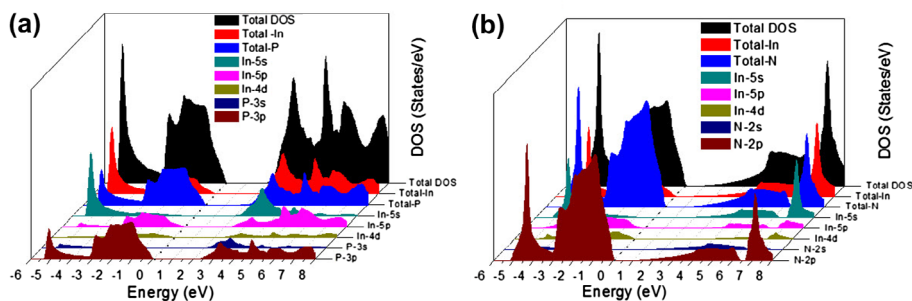 (a)
Total DOS
Total -In
Total-P
In-5s
In-5p
In-4d
P-3s
P-3p
DOS (States/eV)
Total DOS
Total-In
Total-P
In-5s
In-5p
In-4d
P-3s
P-3p
-6 -5 -4 -3 -2 -1 0 1 2 3 4 5 6 7 8
Energy (eV)
(b)
Total DOS
Total-In
Total-N
In-5s
In-5p
In-4d
N-2s
N-2p
DOS (States/eV)
Total DOS
Total-In
Total-N
In-5s
In-5p
In-4d
N-2s
N-2p
-6 -5 -4 -3 -2 -1 0 1 2 3 4 5 6 7 8
Energy (eV)